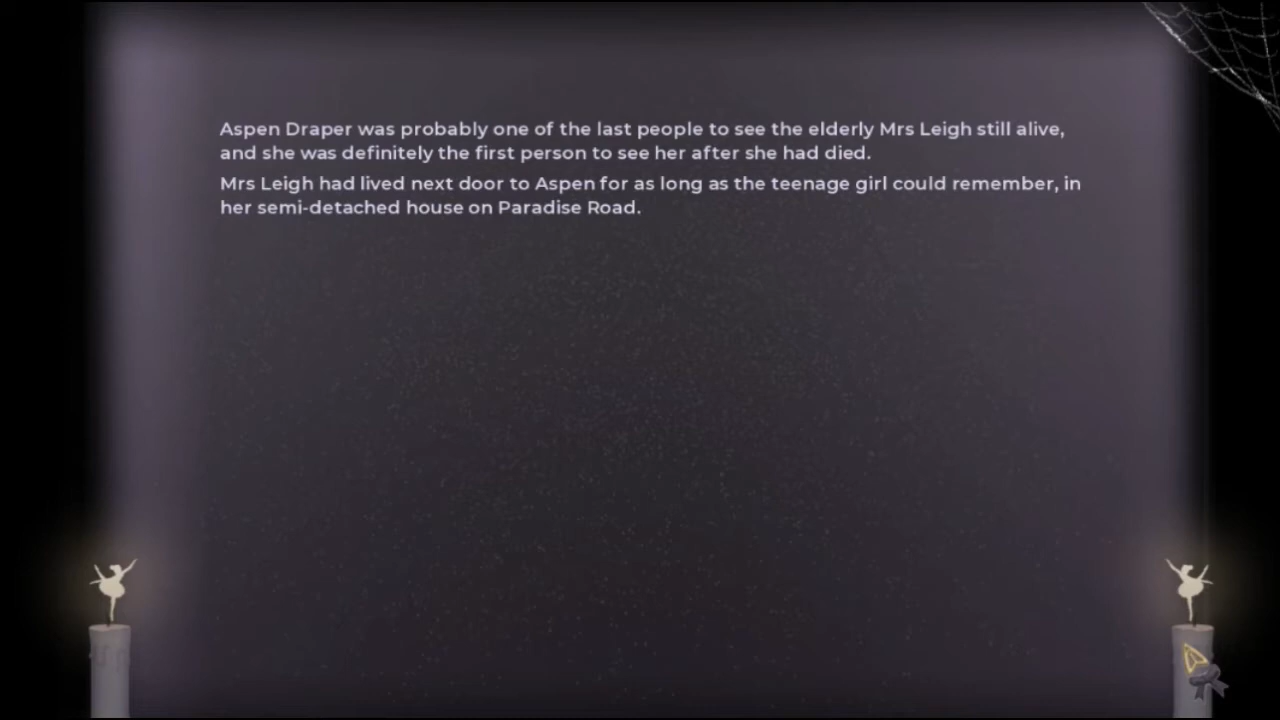 Aspen Draper was probably one of the last people to see the elderly Mrs Leigh still alive,
and she was definitely the first person to see her after she had died.
Mrs Leigh had lived next door to Aspen for as long as the teenage girl could remember, in
her semi-detached house on Paradise Road.